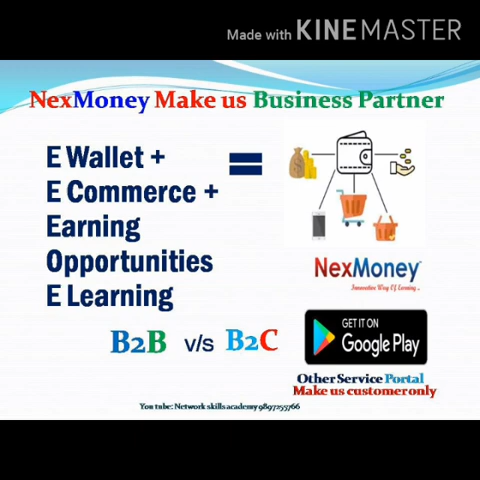 Made with KINEMASTER
NexMoney Make us Business Partner
E Wallet +
E Commerce +
Earning
Opportunities
E Learning
=
NexMoney
Innovative Way Of Earning..
B2B v/s B2C
GET IT ON
Google Play
Other Service Portal
Make us customer only
You tube: Network skills academy 9897255766